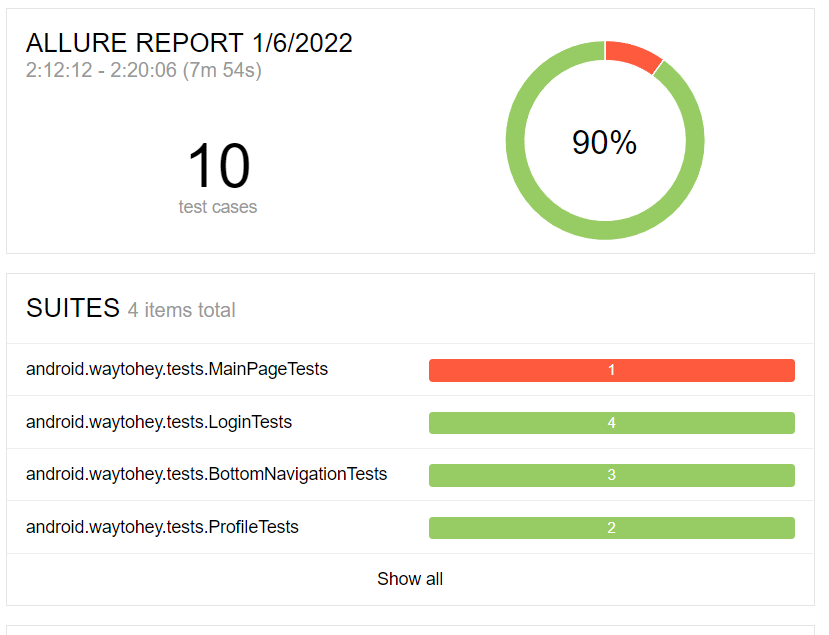 ALLURE REPORT 1/6/2022
2:12:12 - 2:20:06 (7m 54s)
10
test cases
90%
SUITES 4 items total
android.waytohey.tests.MainPageTests 1
android.waytohey.tests.LoginTests 4
android.waytohey.tests.BottomNavigationTests 3
android.waytohey.tests.ProfileTests 2
Show all